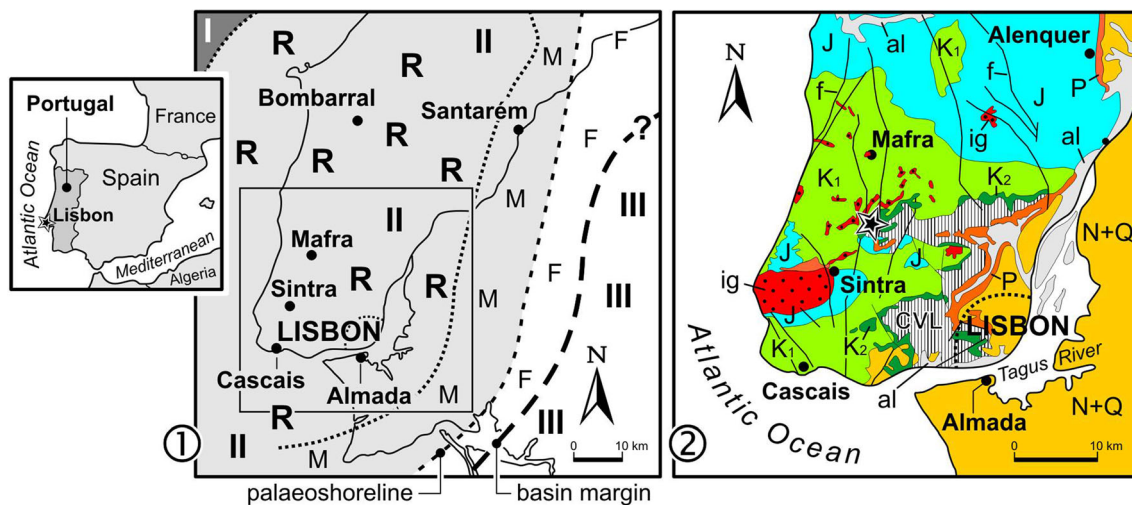 Portugal
France
Spain
Atlantic Ocean
Lisbon
Mediterranean
Algeria
I
R
II
M
F
R
R
Bombarral
Santarém
R
R
F
?
R
M
III
II
Mafra
F
R
R
M
III
Sintra
LISBON
Cascais
Almada
F
M
N
R
III
II
M
①
0 10 km
palaeoshoreline
basin margin
N
J
al
K1
Alenquer
f
f
J
P
ig
al
Mafra
K1
K2
N+Q
J
J
ig
Sintra
P
J
CVL
LISBON
K1
K2
Cascais
al
Tagus River
Almada
N+Q
Atlantic Ocean
②
0 10 km